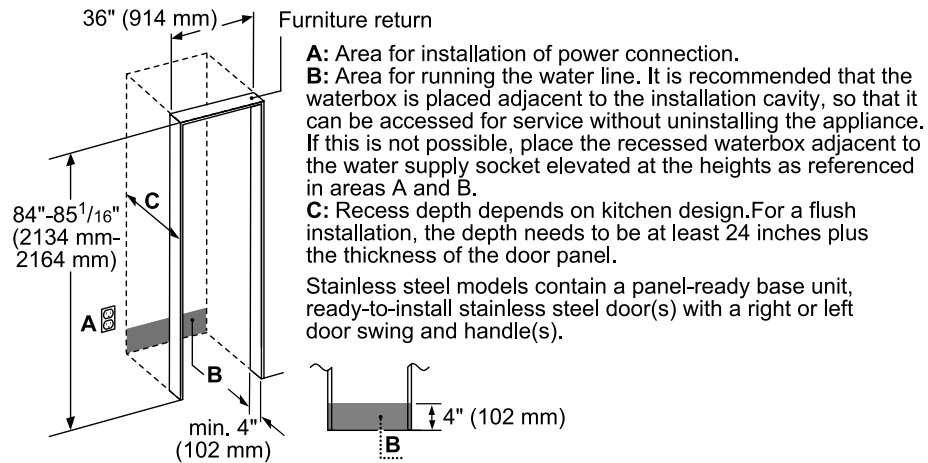 36" (914 mm)
Furniture return
A: Area for installation of power connection.
B: Area for running the water line. It is recommended that the
waterbox is placed adjacent to the installation cavity, so that it
can be accessed for service without uninstalling the appliance.
If this is not possible, place the recessed waterbox adjacent to
the water supply socket elevated at the heights as referenced
in areas A and B.
C: Recess depth depends on kitchen design.For a flush
installation, the depth needs to be at least 24 inches plus
the thickness of the door panel.
Stainless steel models contain a panel-ready base unit,
ready-to-install stainless steel door(s) with a right or left
door swing and handle(s).
C
84"-85 1/16"
(2134 mm-
2164 mm)
A
B
min. 4"
(102 mm)
4" (102 mm)
B